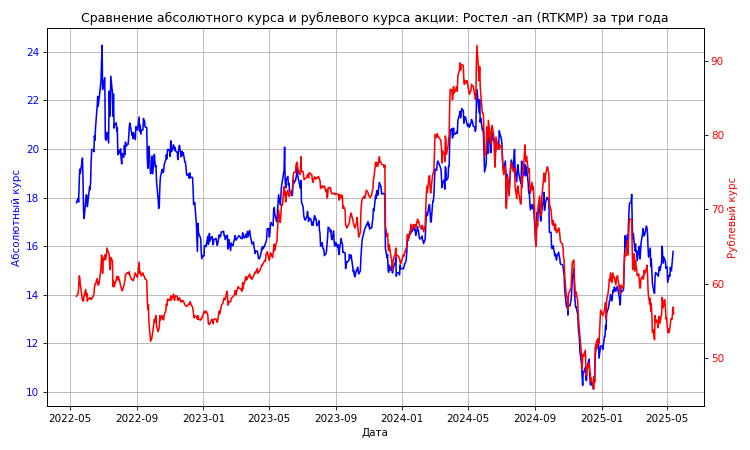 Сравнение абсолютного курса и рублевого курса акции: Ростел -ап (RTKMP) за три года
24
22
20
18
16
14
12
10
Абсолютный курс
90
80
70
60
50
Рублевый курс
2022-05 2022-09 2023-01 2023-05 2023-09 2024-01 2024-05 2024-09 2025-01 2025-05
Дата